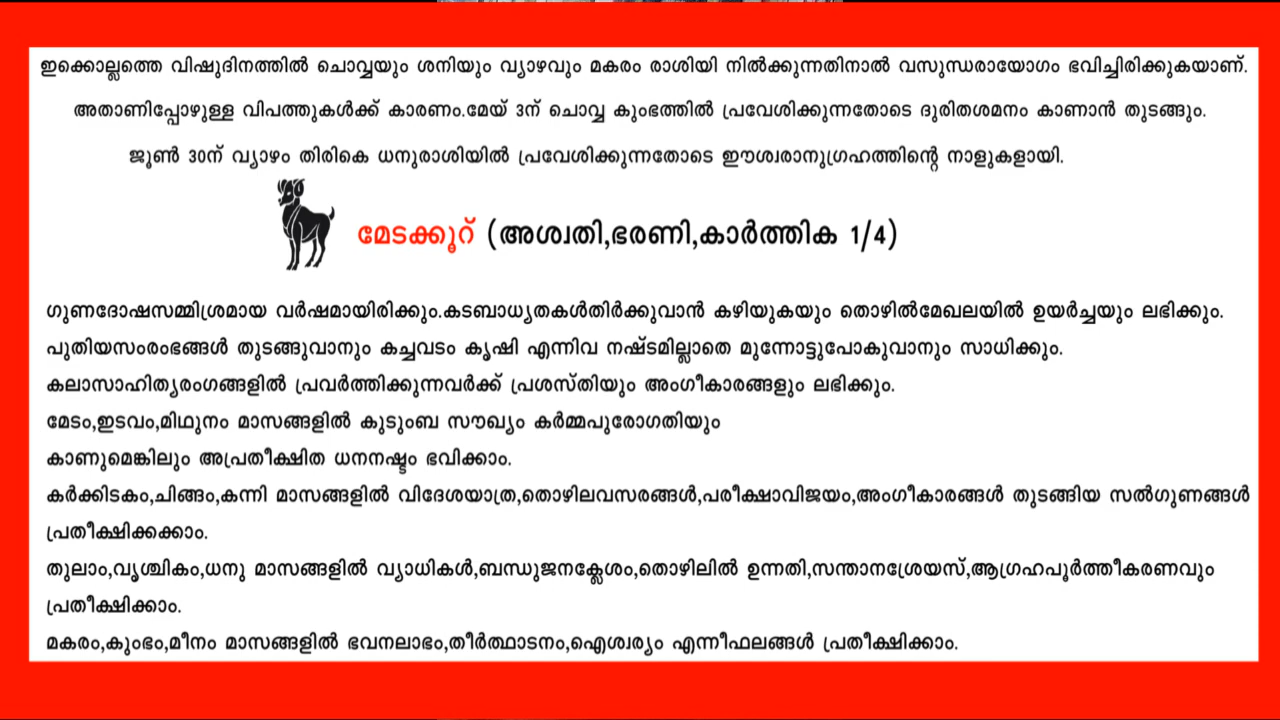 ഇക്കൊല്ലത്തെ വിഷുദിനത്തിൽ ചൊവ്വയും ശനിയും വ്യാഴവും മകരം രാശിയി നിൽക്കുന്നതിനാൽ വസുന്ധരായോഗം ഭവിച്ചിരിക്കുകയാണ്.
അതാണിപ്പോഴുള്ള വിപത്തുകൾക്ക് കാരണം.മേയ് 3ന് ചൊവ്വ കുംഭത്തിൽ പ്രവേശിക്കുന്നതോടെ ദുരിതശമനം കാണാൻ തുടങ്ങും.
ജൂൺ 30ന് വ്യാഴം തിരികെ ധനുരാശിയിൽ പ്രവേശിക്കുന്നതോടെ ഈശ്വരാനുഗ്രഹത്തിന്റെ നാളുകളായി.
മേടക്കൂറ് (അശ്വതി,ഭരണി,കാർത്തിക 1/4)
ഗുണദോഷസമ്മിശ്രമായ വർഷമായിരിക്കും.കടബാധ്യതകൾതിർക്കുവാൻ കഴിയുകയും തൊഴിൽമേഖലയിൽ ഉയർച്ചയും ലഭിക്കും.
പുതിയസംരംഭങ്ങൾ തുടങ്ങുവാനും കച്ചവടം കൃഷി എന്നിവ നഷ്ടമില്ലാതെ മുന്നോട്ടുപോകുവാനും സാധിക്കും.
കലാസാഹിത്യരംഗങ്ങളിൽ പ്രവർത്തിക്കുന്നവർക്ക് പ്രശസ്തിയും അംഗീകാരങ്ങളും ലഭിക്കും.
മേടം,ഇടവം,മിഥുനം മാസങ്ങളിൽ കുടുംബ സൗഖ്യം കർമ്മപുരോഗതിയും
കാണുമെങ്കിലും അപ്രതീക്ഷിത ധനനഷ്ടം ഭവിക്കാം.
കർക്കിടകം,ചിങ്ങം,കന്നി മാസങ്ങളിൽ വിദേശയാത്ര,തൊഴിലവസരങ്ങൾ,പരീക്ഷാവിജയം,അംഗീകാരങ്ങൾ തുടങ്ങിയ സൽഗുണങ്ങൾ
പ്രതീക്ഷിക്കക്കാം.
തുലാം,വൃശ്ചികം,ധനു മാസങ്ങളിൽ വ്യാധികൾ,ബന്ധുജനക്ലേശം,തൊഴിലിൽ ഉന്നതി,സന്താനശ്രേയസ്,ആഗ്രഹപൂർത്തീകരണവും
പ്രതീക്ഷിക്കാം.
മകരം,കുംഭം,മീനം മാസങ്ങളിൽ ഭവനലാഭം,തീർത്ഥാടനം,ഐശ്വര്യം എന്നീഫലങ്ങൾ പ്രതീക്ഷിക്കാം.